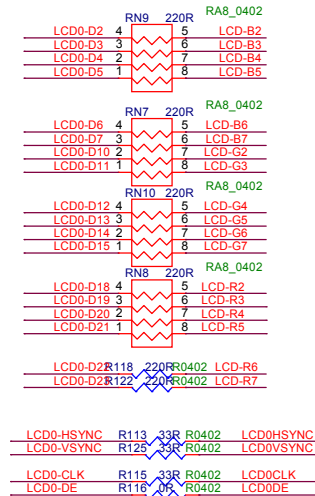 RN9 220R RA8_0402
LCD0-D2 4 5 LCD-B2
LCD0-D3 3 6 LCD-B3
LCD0-D4 2 7 LCD-B4
LCD0-D5 1 8 LCD-B5
RN7 220R RA8_0402
LCD0-D6 4 5 LCD-B6
LCD0-D7 3 6 LCD-B7
LCD0-D10 2 7 LCD-G2
LCD0-D11 1 8 LCD-G3
RN10 220R RA8_0402
LCD0-D12 4 5 LCD-G4
LCD0-D13 3 6 LCD-G5
LCD0-D14 2 7 LCD-G6
LCD0-D15 1 8 LCD-G7
RN8 220R RA8_0402
LCD0-D18 4 5 LCD-R2
LCD0-D19 3 6 LCD-R3
LCD0-D20 2 7 LCD-R4
LCD0-D21 1 8 LCD-R5
LCD0-D22 R118 220R R0402 LCD-R6
LCD0-D23 R122 220R R0402 LCD-R7
LCD0-HSYNC R113 33R R0402 LCD0HSYNC
LCD0-VSYNC R125 33R R0402 LCD0VSYNC
LCD0-CLK R115 33R R0402 LCD0CLK
LCD0-DE R116 0R R0402 LCD0DE